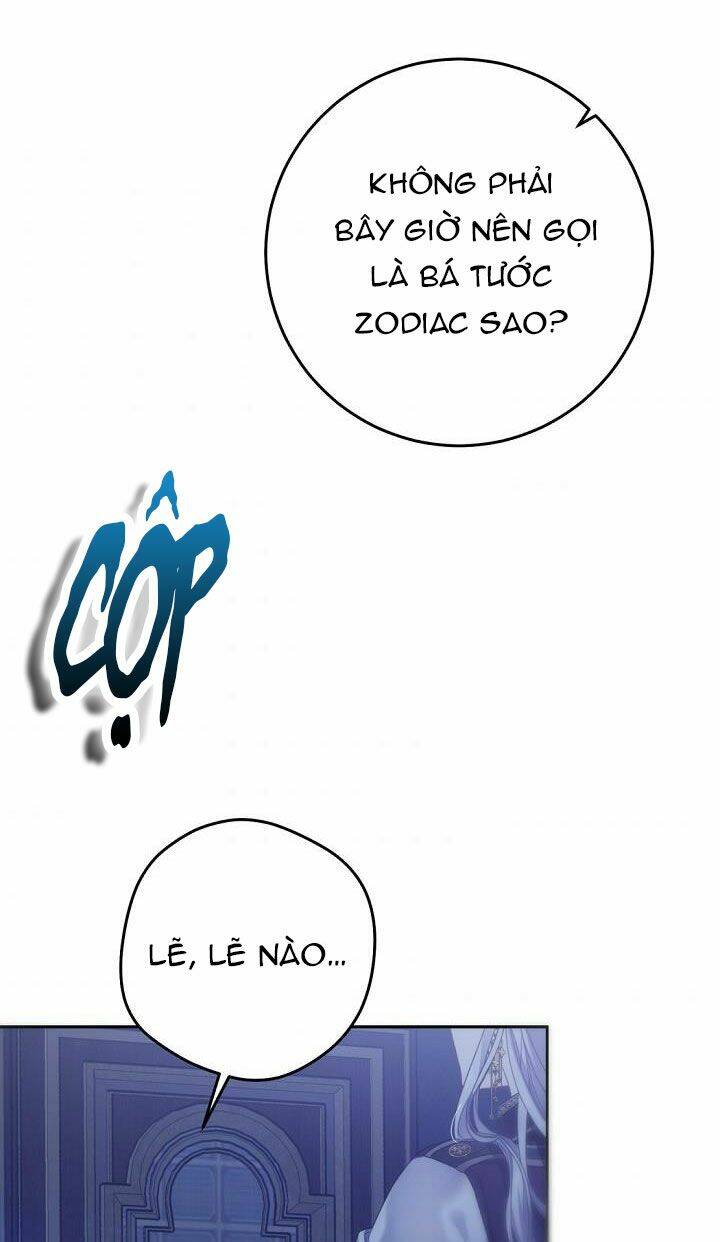 KHÔNG PHẢI
BÂY GIỜ NÊN GỌI
LÀ BÁ TƯỚC
ZODIAC SAO?
CỘP
LẼ, LẼ NÀO...